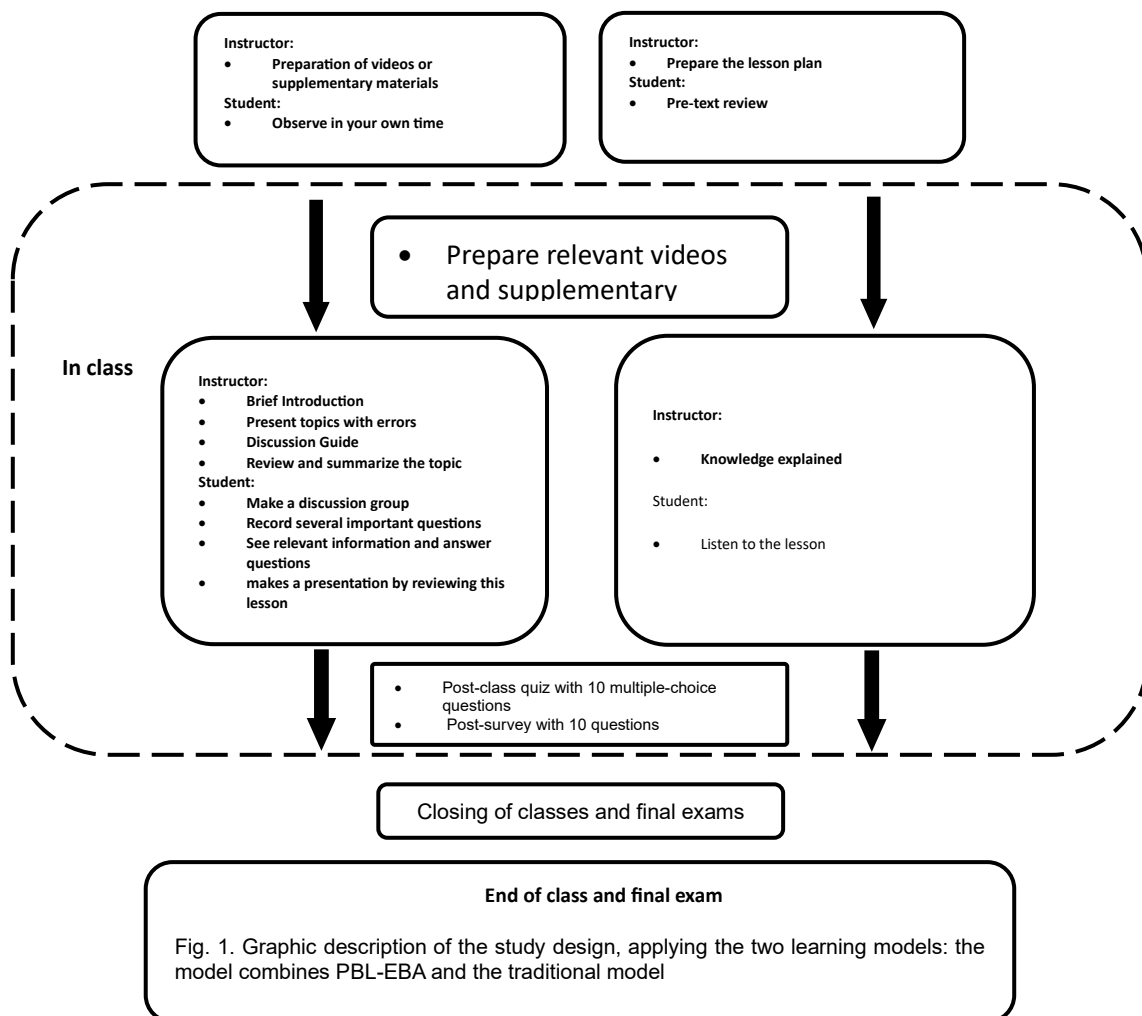 Instructor:
• Preparation of videos or
supplementary materials
Student:
• Observe in your own time
Instructor:
• Prepare the lesson plan
Student:
• Pre-text review
• Prepare relevant videos
and supplementary
In class
Instructor:
• Brief Introduction
• Present topics with errors
• Discussion Guide
• Review and summarize the topic
Student:
• Make a discussion group
• Record several important questions
• See relevant information and answer
questions
• makes a presentation by reviewing this
lesson
Instructor:
• Knowledge explained
Student:
• Listen to the lesson
• Post-class quiz with 10 multiple-choice
questions
• Post-survey with 10 questions
Closing of classes and final exams
End of class and final exam
Fig. 1. Graphic description of the study design, applying the two learning models: the
model combines PBL-EBA and the traditional model